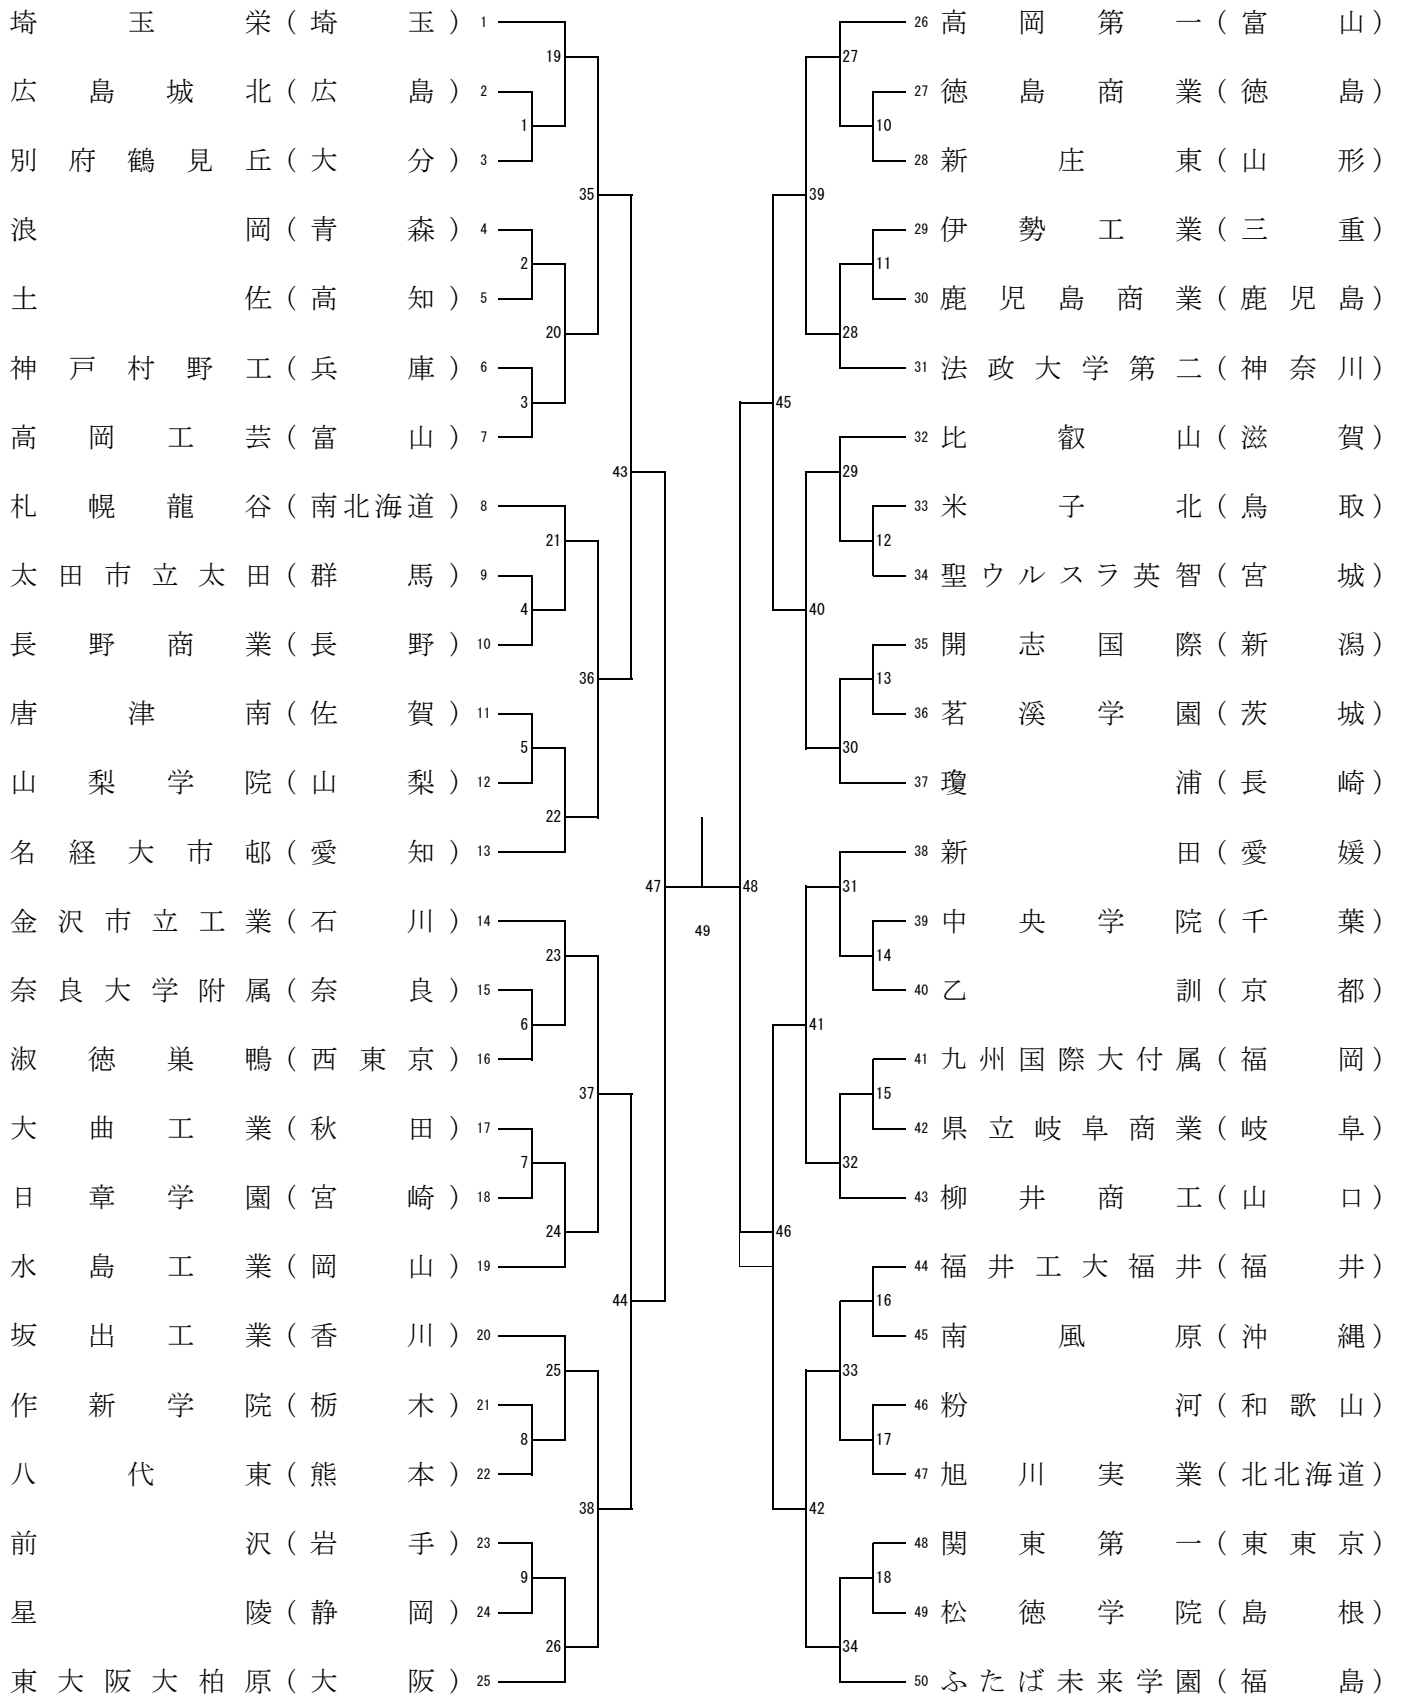 埼玉栄(埼玉) 1
広島城北(広島) 2
別府鶴見丘(大分) 3
浪岡(青森) 4
土佐(高知) 5
神戸村野工(兵庫) 6
高岡工芸(富山) 7
札幌龍谷(南北海道) 8
太田市立太田(群馬) 9
長野商業(長野) 10
唐津南(佐賀) 11
山梨学院(山梨) 12
名経大市邨(愛知) 13
金沢市立工業(石川) 14
奈良大学附属(奈良) 15
淑徳巣鴨(西東京) 16
大曲工業(秋田) 17
日章学園(宮崎) 18
水島工業(岡山) 19
坂出工業(香川) 20
作新学院(栃木) 21
八代東(熊本) 22
前沢(岩手) 23
星陵(静岡) 24
東大阪大柏原(大阪) 25
19
1
35
2
20
3
43
21
4
36
5
22
47
23
6
37
7
24
44
25
8
38
9
26
49
48
27
10
39
11
28
45
29
12
40
13
30
31
14
41
15
32
46
16
33
17
42
18
34
26 高岡第一(富山)
27 徳島商業(徳島)
28 新庄東(山形)
29 伊勢工業(三重)
30 鹿児島商業(鹿児島)
31 法政大学第二(神奈川)
32 比叡山(滋賀)
33 米子北(鳥取)
34 聖ウルスラ英智(宮城)
35 開志国際(新潟)
36 茗溪学園(茨城)
37 瓊浦(長崎)
38 新田(愛媛)
39 中央学院(千葉)
40 乙訓(京都)
41 九州国際大付属(福岡)
42 県立岐阜商業(岐阜)
43 柳井商工(山口)
44 福井工大福井(福井)
45 南風原(沖縄)
46 粉河(和歌山)
47 旭川実業(北北海道)
48 関東第一(東東京)
49 松徳学院(島根)
50 ふたば未来学園(福島)